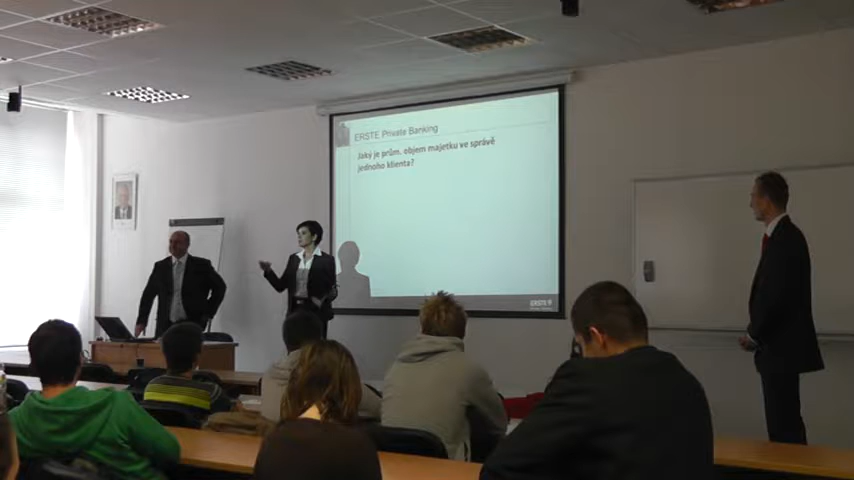 ERSTE Private Banking
Jaký je prům. objem majetku ve správě
jednoho klienta?
ERSTE